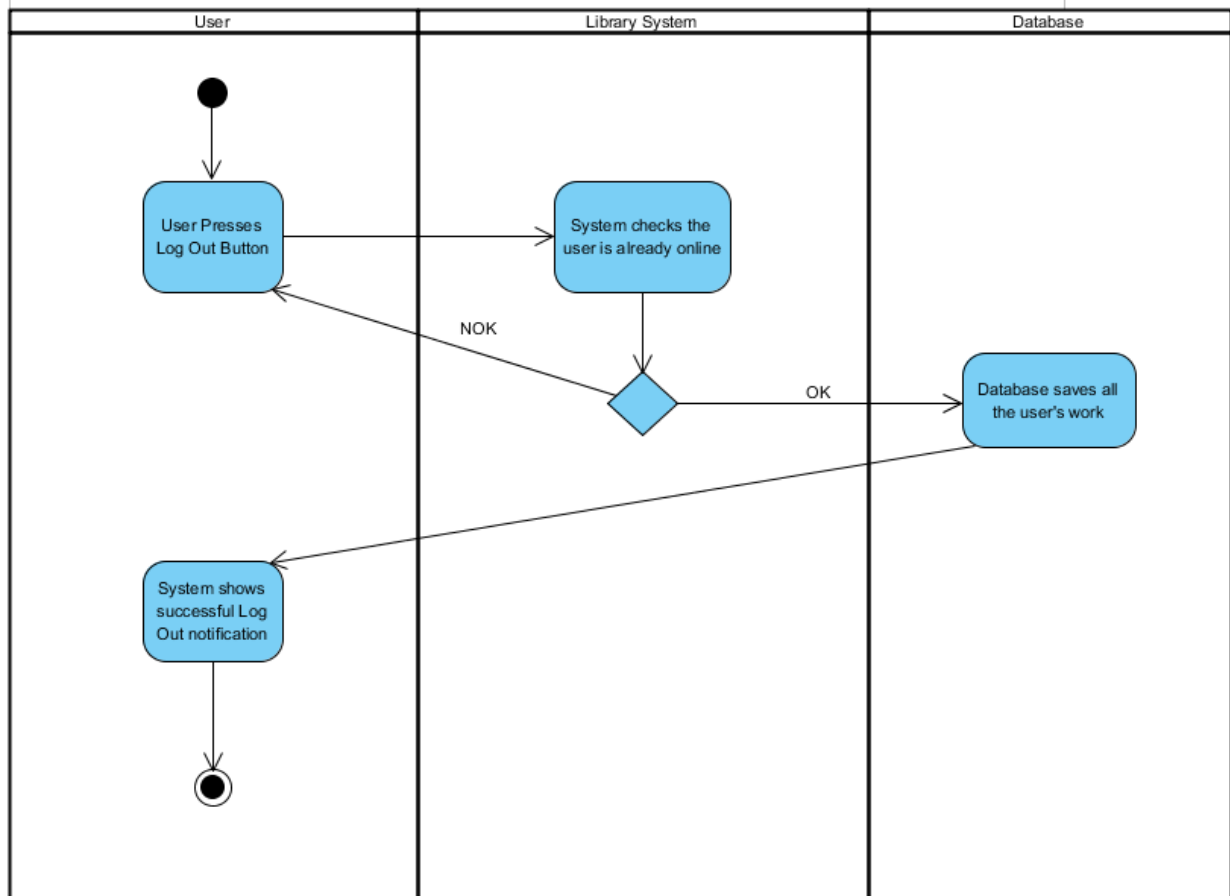 User
Library System
Database
User Presses
Log Out Button
System checks the
user is already online
NOK
OK
Database saves all
the user's work
System shows
successful Log
Out notification